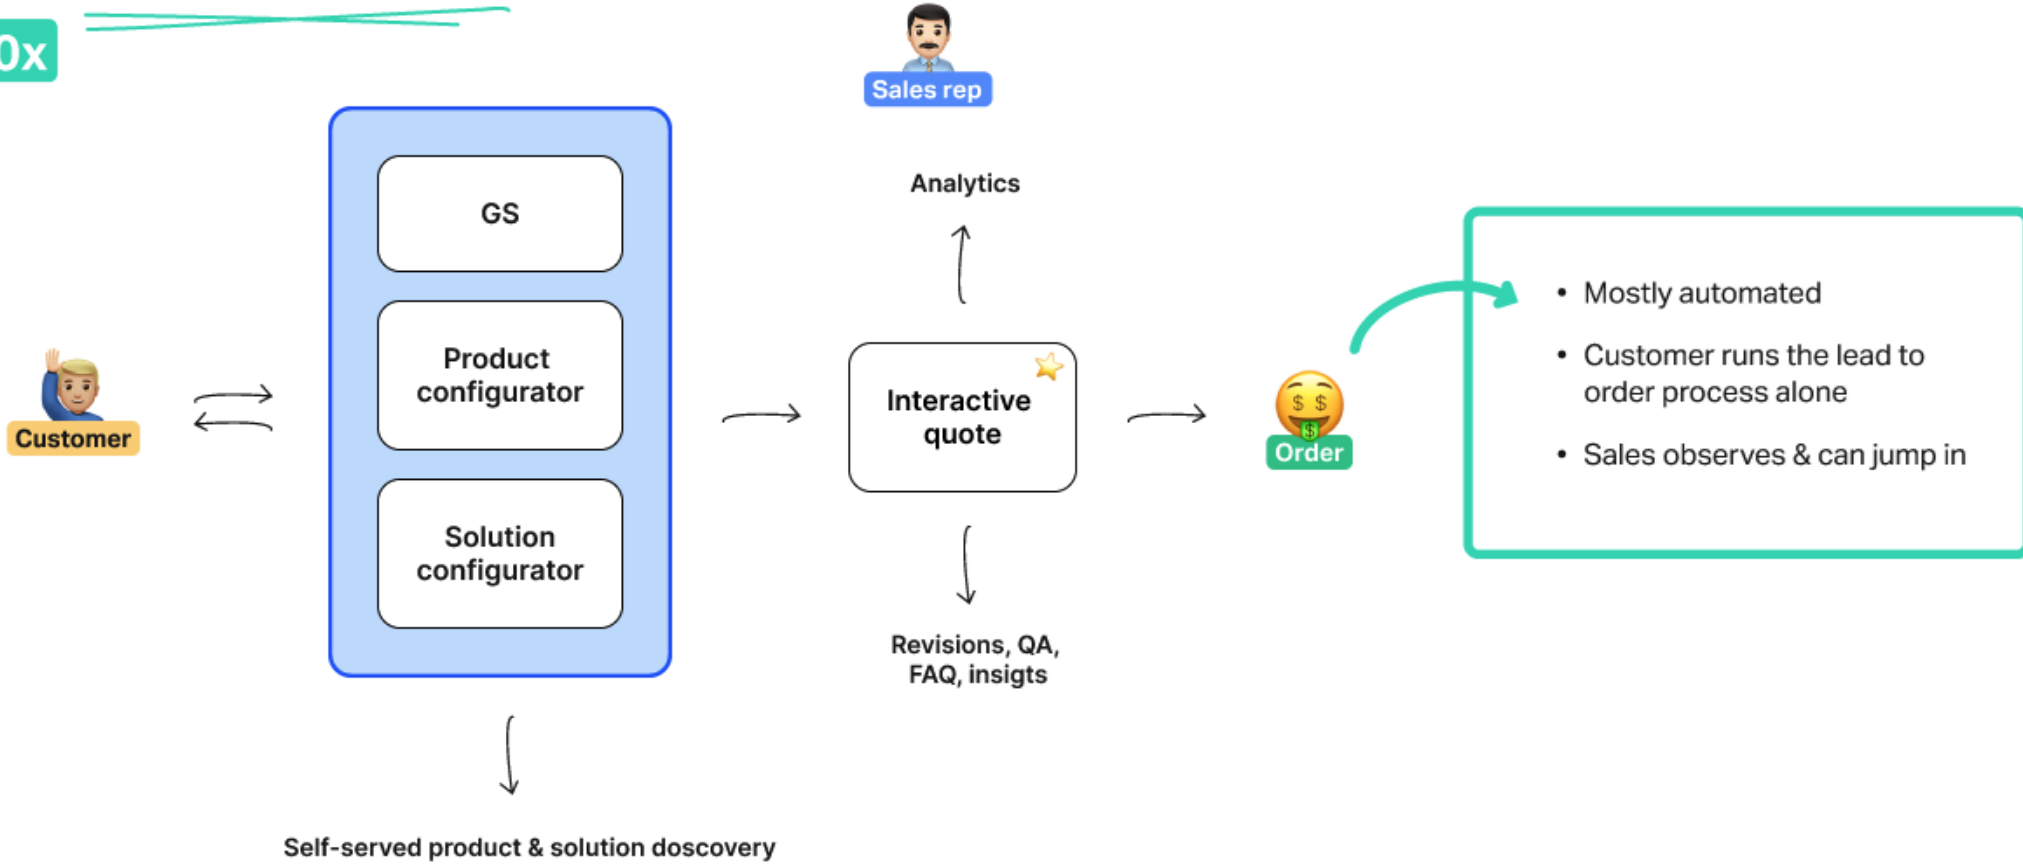 0x
Sales rep
Analytics
GS
Product
configurator
Solution
configurator
Customer
Interactive
quote
Order
Mostly automated
Customer runs the lead to
order process alone
Sales observes & can jump in
Revisions, QA,
FAQ, insigts
Self-served product & solution doscovery